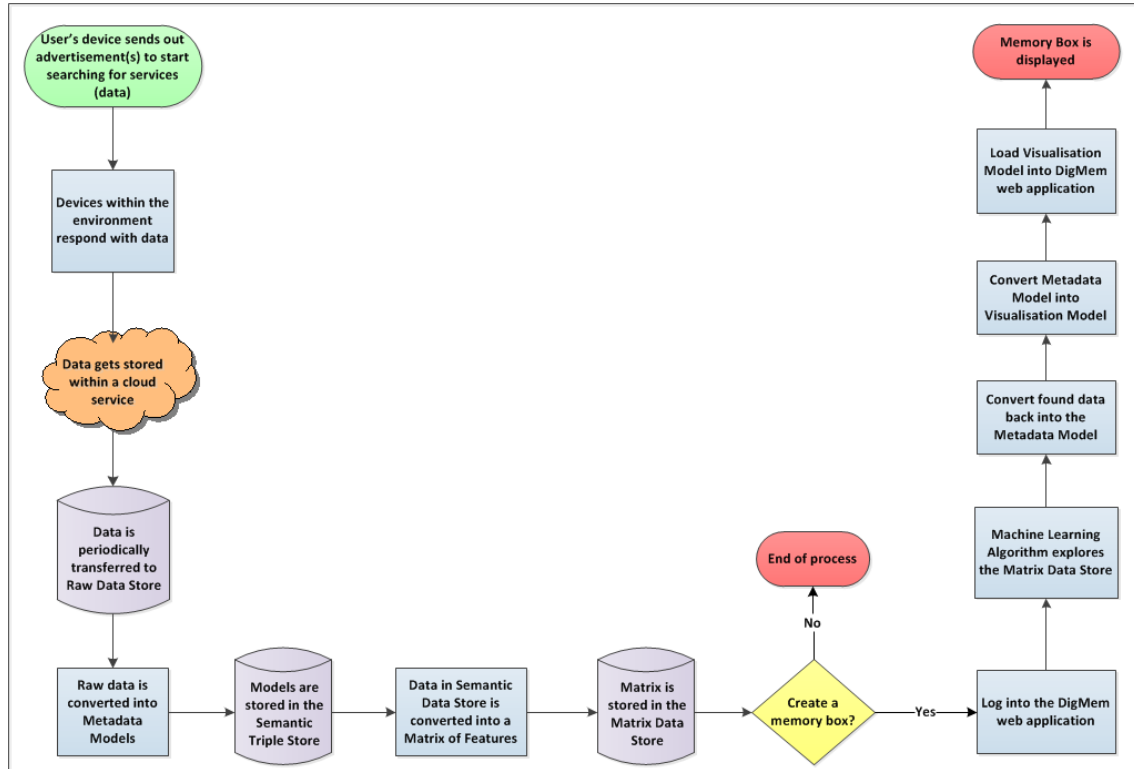 User's device sends out
advertisement(s) to start
searching for services
(data)
Devices within the
environment
respond with data
Data gets stored
within a cloud
service
Data is
periodically
transferred to
Raw Data Store
Raw data is
converted into
Metadata
Models
Models are
stored in the
Semantic
Triple Store
Data in Semantic
Data Store is
converted into a
Matrix of Features
Matrix is
stored in the
Matrix Data
Store
Create a
memory box?
No
End of process
Yes
Log into the DigMem
web application
Machine Learning
Algorithm explores
the Matrix Data Store
Convert found data
back into the
Metadata Model
Convert Metadata
Model into
Visualisation Model
Load Visualisation
Model into DigMem
web application
Memory Box is
displayed